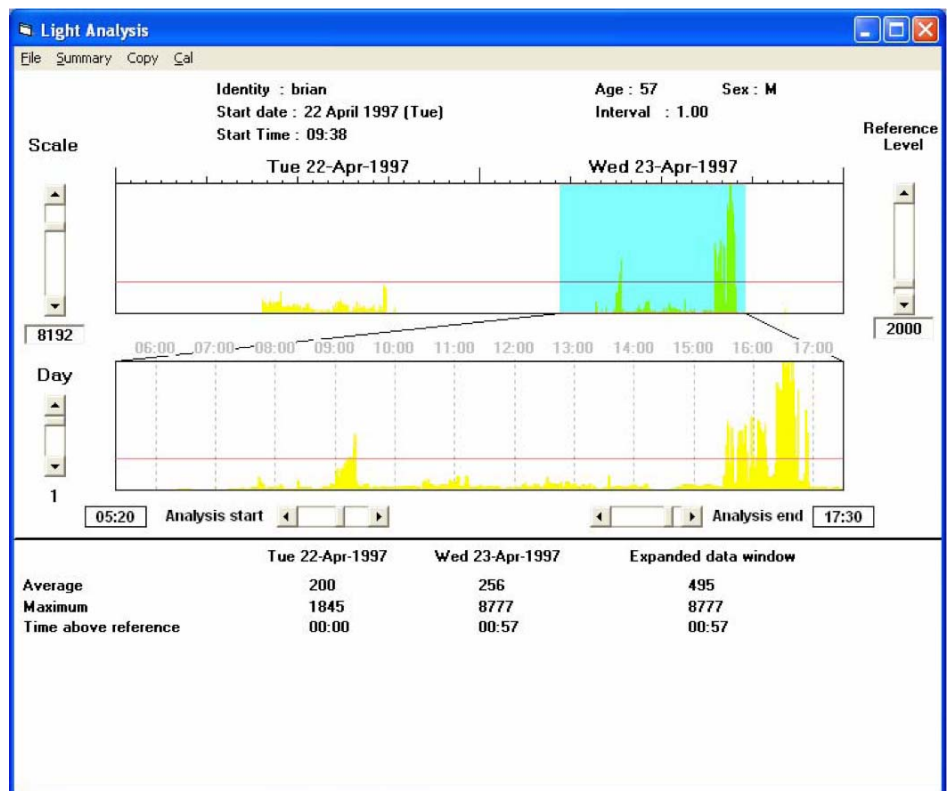 Light Analysis
File Summary Copy Cal
Identity : brian Age : 57 Sex : M
Start date : 22 April 1997 (Tue) Interval : 1.00
Start Time : 09:38
Reference
Level
Scale
Tue 22-Apr-1997 Wed 23-Apr-1997
8192 2000
06:00 07:00 08:00 09:00 10:00 11:00 12:00 13:00 14:00 15:00 16:00 17:00
Day
1
05:20 Analysis start Analysis end 17:30
Tue 22-Apr-1997 Wed 23-Apr-1997 Expanded data window
Average 200 256 495
Maximum 1845 8777 8777
Time above reference 00:00 00:57 00:57